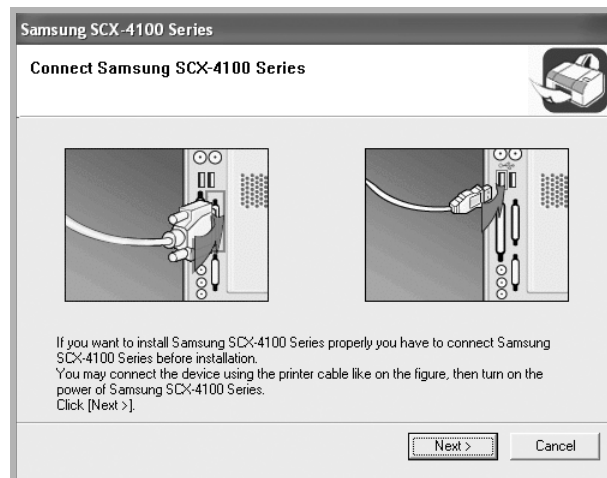 Samsung SCX-4100 Series
Connect Samsung SCX-4100 Series
If you want to install Samsung SCX-4100 Series properly you have to connect Samsung
SCX-4100 Series before installation.
You may connect the device using the printer cable like on the figure, then turn on the
power of Samsung SCX-4100 Series.
Click [Next >].
Next >
Cancel